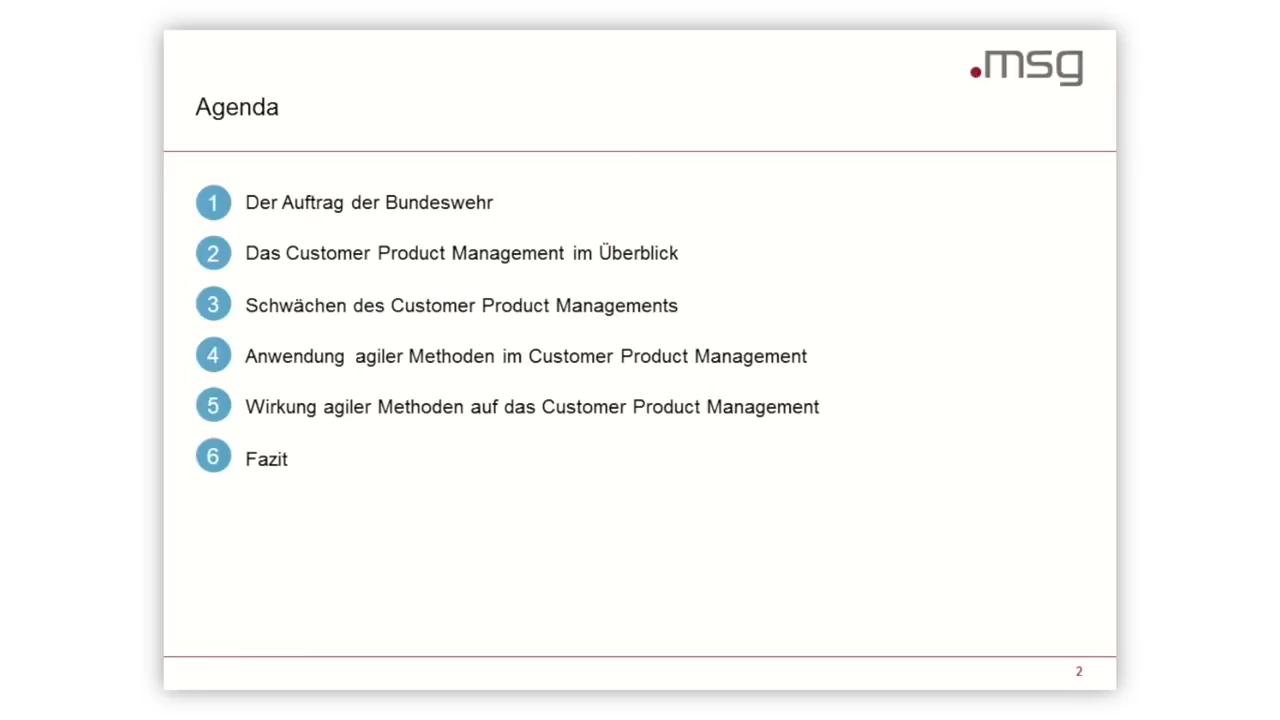 .msg
Agenda
1 Der Auftrag der Bundeswehr
2 Das Customer Product Management im Überblick
3 Schwächen des Customer Product Managements
4 Anwendung agiler Methoden im Customer Product Management
5 Wirkung agiler Methoden auf das Customer Product Management
6 Fazit
2